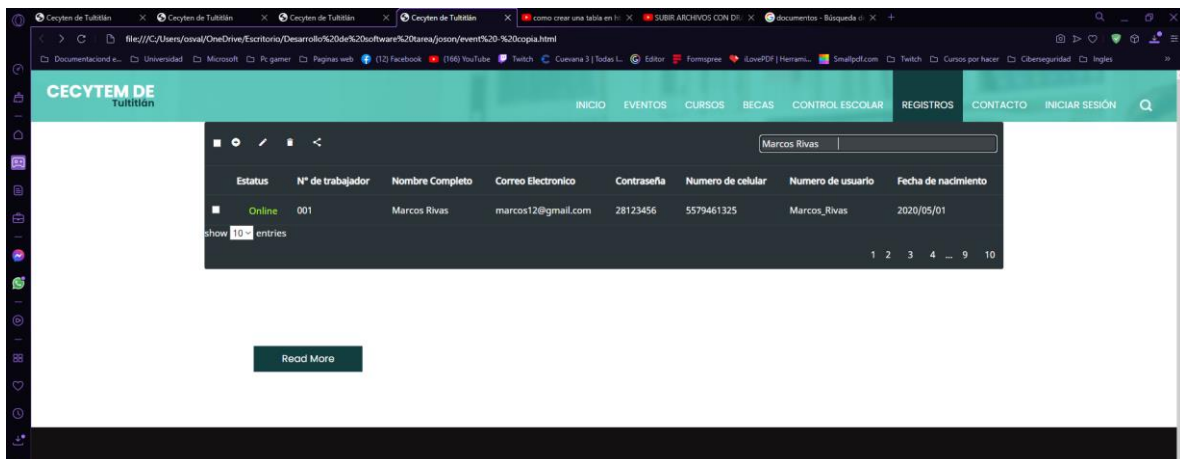 Cecyten de Tultitlán Cecyten de Tultitlán Cecyten de Tultitlán Cecyten de Tultitlán como crear una tabla en h SUBIR ARCHIVOS CON documentos - Búsqueda d
file:///C:/Users/osval/OneDrive/Escritorio/Desarrollo%20de%20software%20tarea/joson/event%20-%20copia.html
Documentaciond e... Universidad Microsoft Pc gamer Paginas web (12) Facebook (166) YouTube Twitch Cuevana 3 | Todas L... Editor Formspree iLovePDF | Herrami... Smallpdf.com Twitch Cursos por hacer Ciberseguridad Ingles
CECYTEM DE
Tultitlán
INICIO EVENTOS CURSOS BECAS CONTROL ESCOLAR REGISTROS CONTACTO INICIAR SESIÓN
Marcos Rivas
Estatus N° de trabajador Nombre Completo Correo Electronico Contraseña Numero de celular Numero de usuario Fecha de nacimiento
Online 001 Marcos Rivas marcos12@gmail.com 28123456 5579461325 Marcos_Rivas 2020/05/01
show 10 entries
1 2 3 4 ... 9 10
Read More